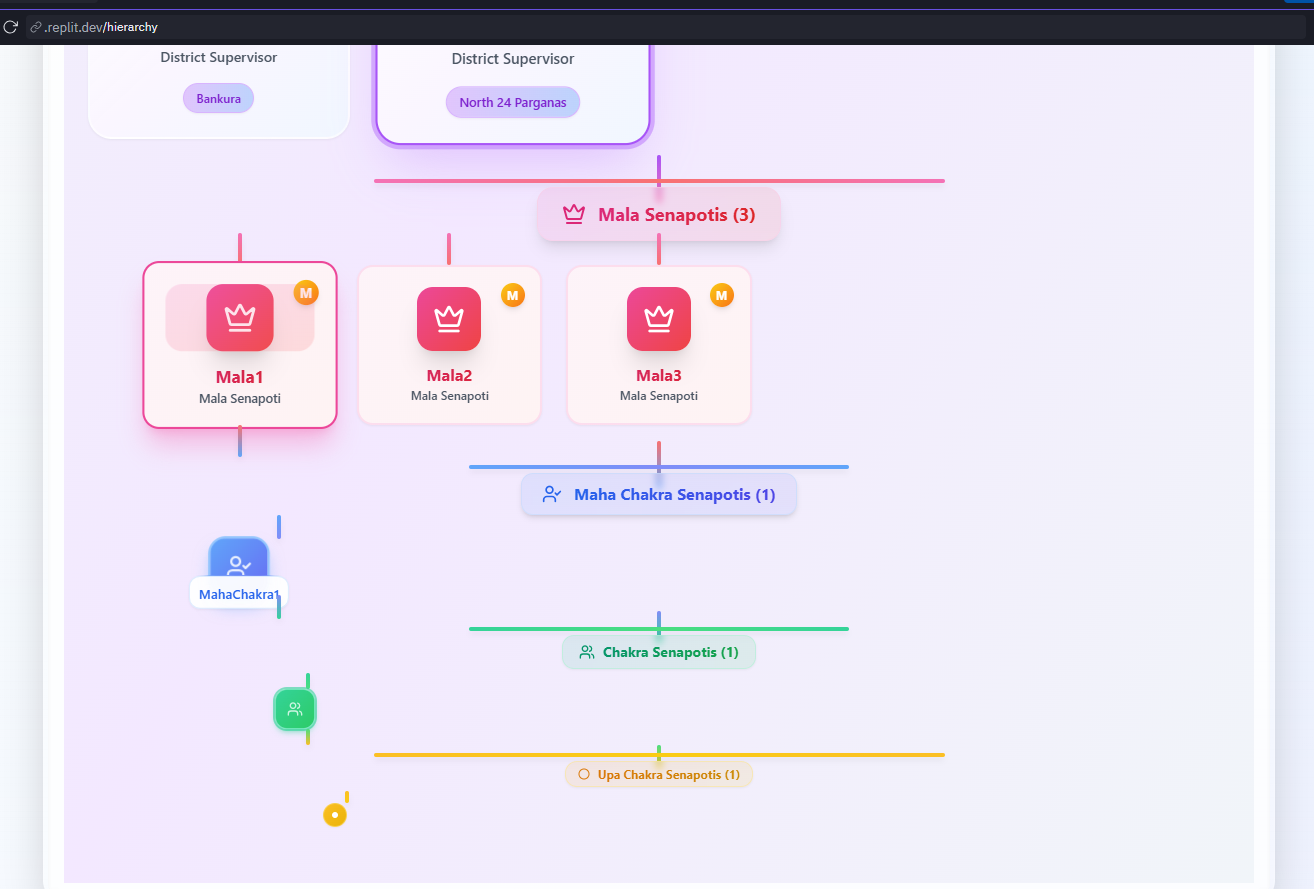 .replit.dev/hierarchy
District Supervisor
Bankura
District Supervisor
North 24 Parganas
Mala Senapotis (3)
M
Mala1
Mala Senapoti
M
Mala2
Mala Senapoti
M
Mala3
Mala Senapoti
Maha Chakra Senapotis (1)
MahaChakra1
Chakra Senapotis (1)
Upa Chakra Senapotis (1)